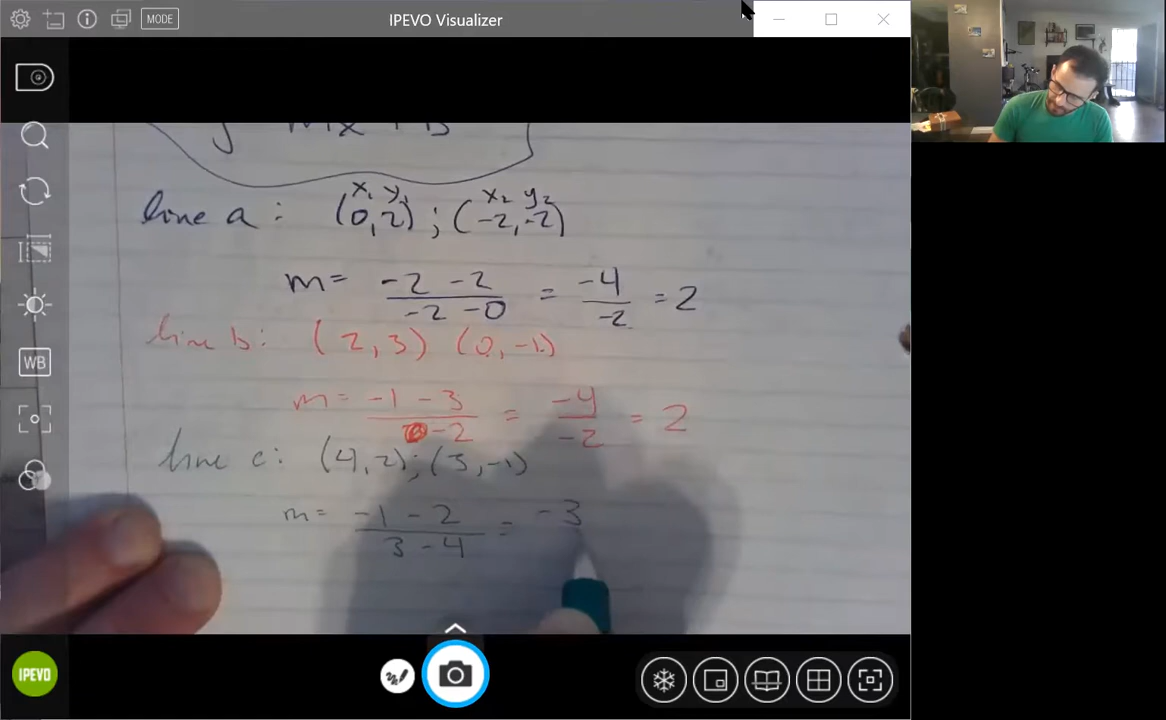 IPEVO Visualizer
MODE
WB
y = mx + b
line a : (0,2) ; (-2,-2)
x₁ y₁ x₂ y₂
m = -2 -2 / -2 -0 = -4 / -2 = 2
line b : (2,3) (0,-1)
m = -1 - 3 / 0 - 2 = -4 / -2 = 2
line c : (4,2) ; (3,-1)
m = -1 - 2 / 3 - 4 = -3
IPEVO